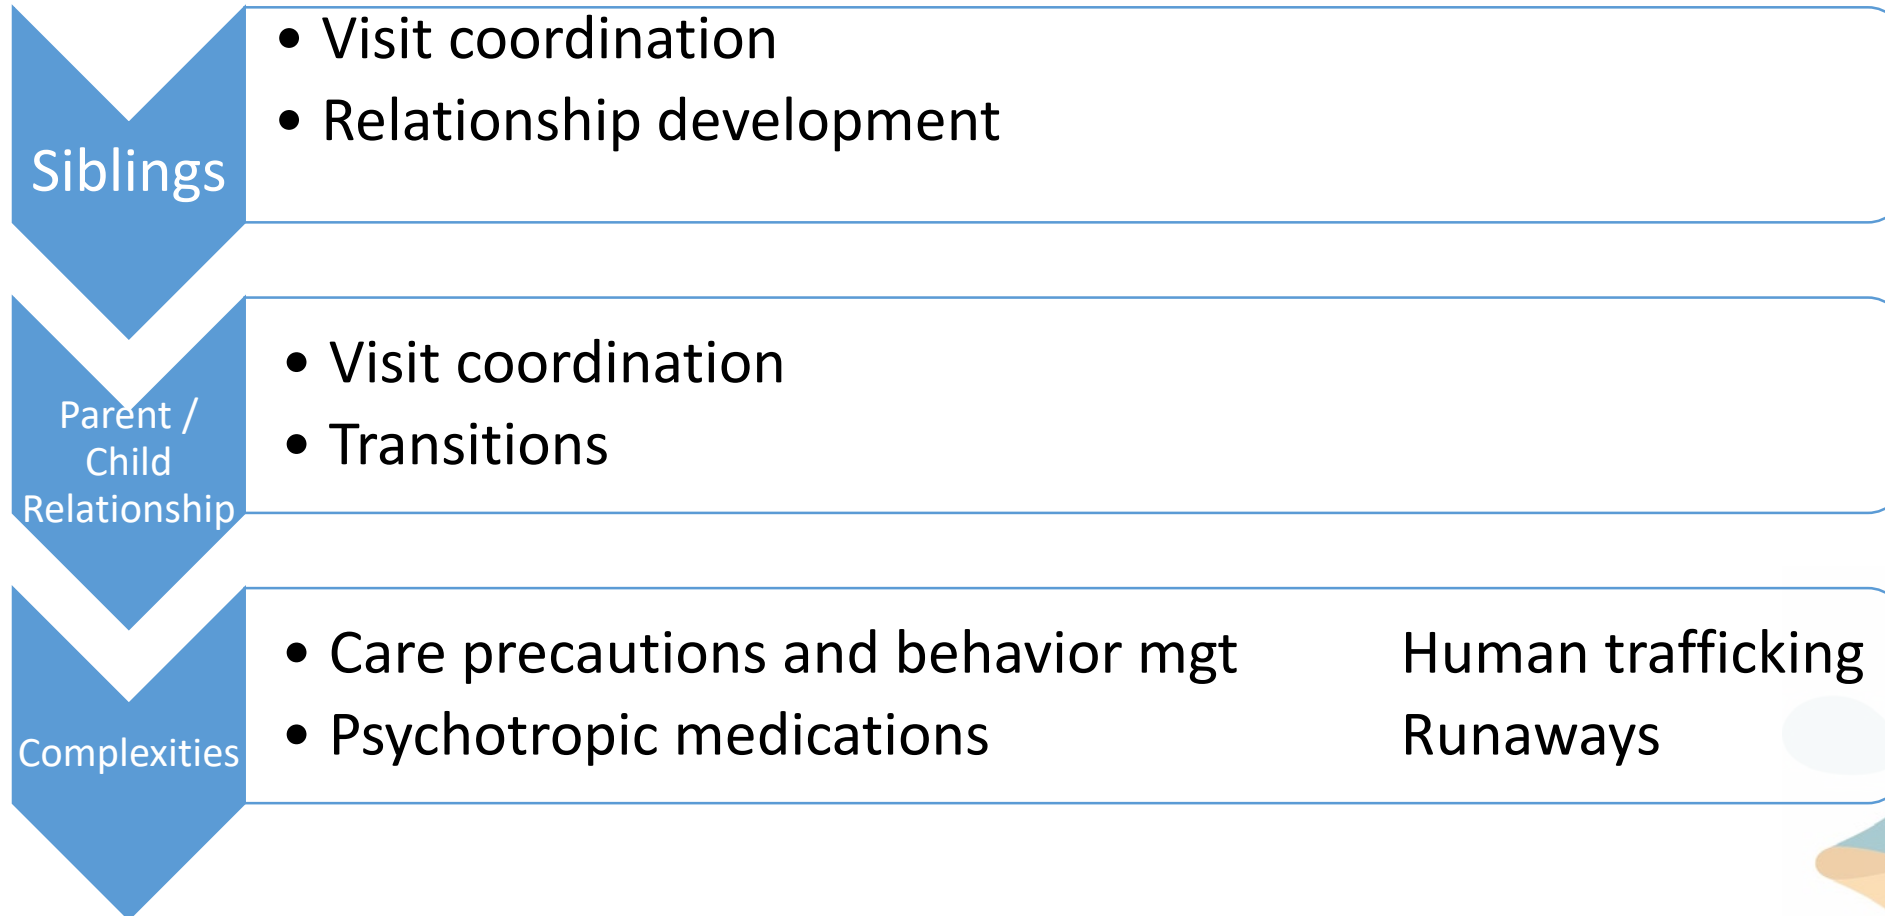 Siblings
• Visit coordination
• Relationship development
Parent /
Child
Relationship
• Visit coordination
• Transitions
Complexities
• Care precautions and behavior mgt Human trafficking
• Psychotropic medications Runaways